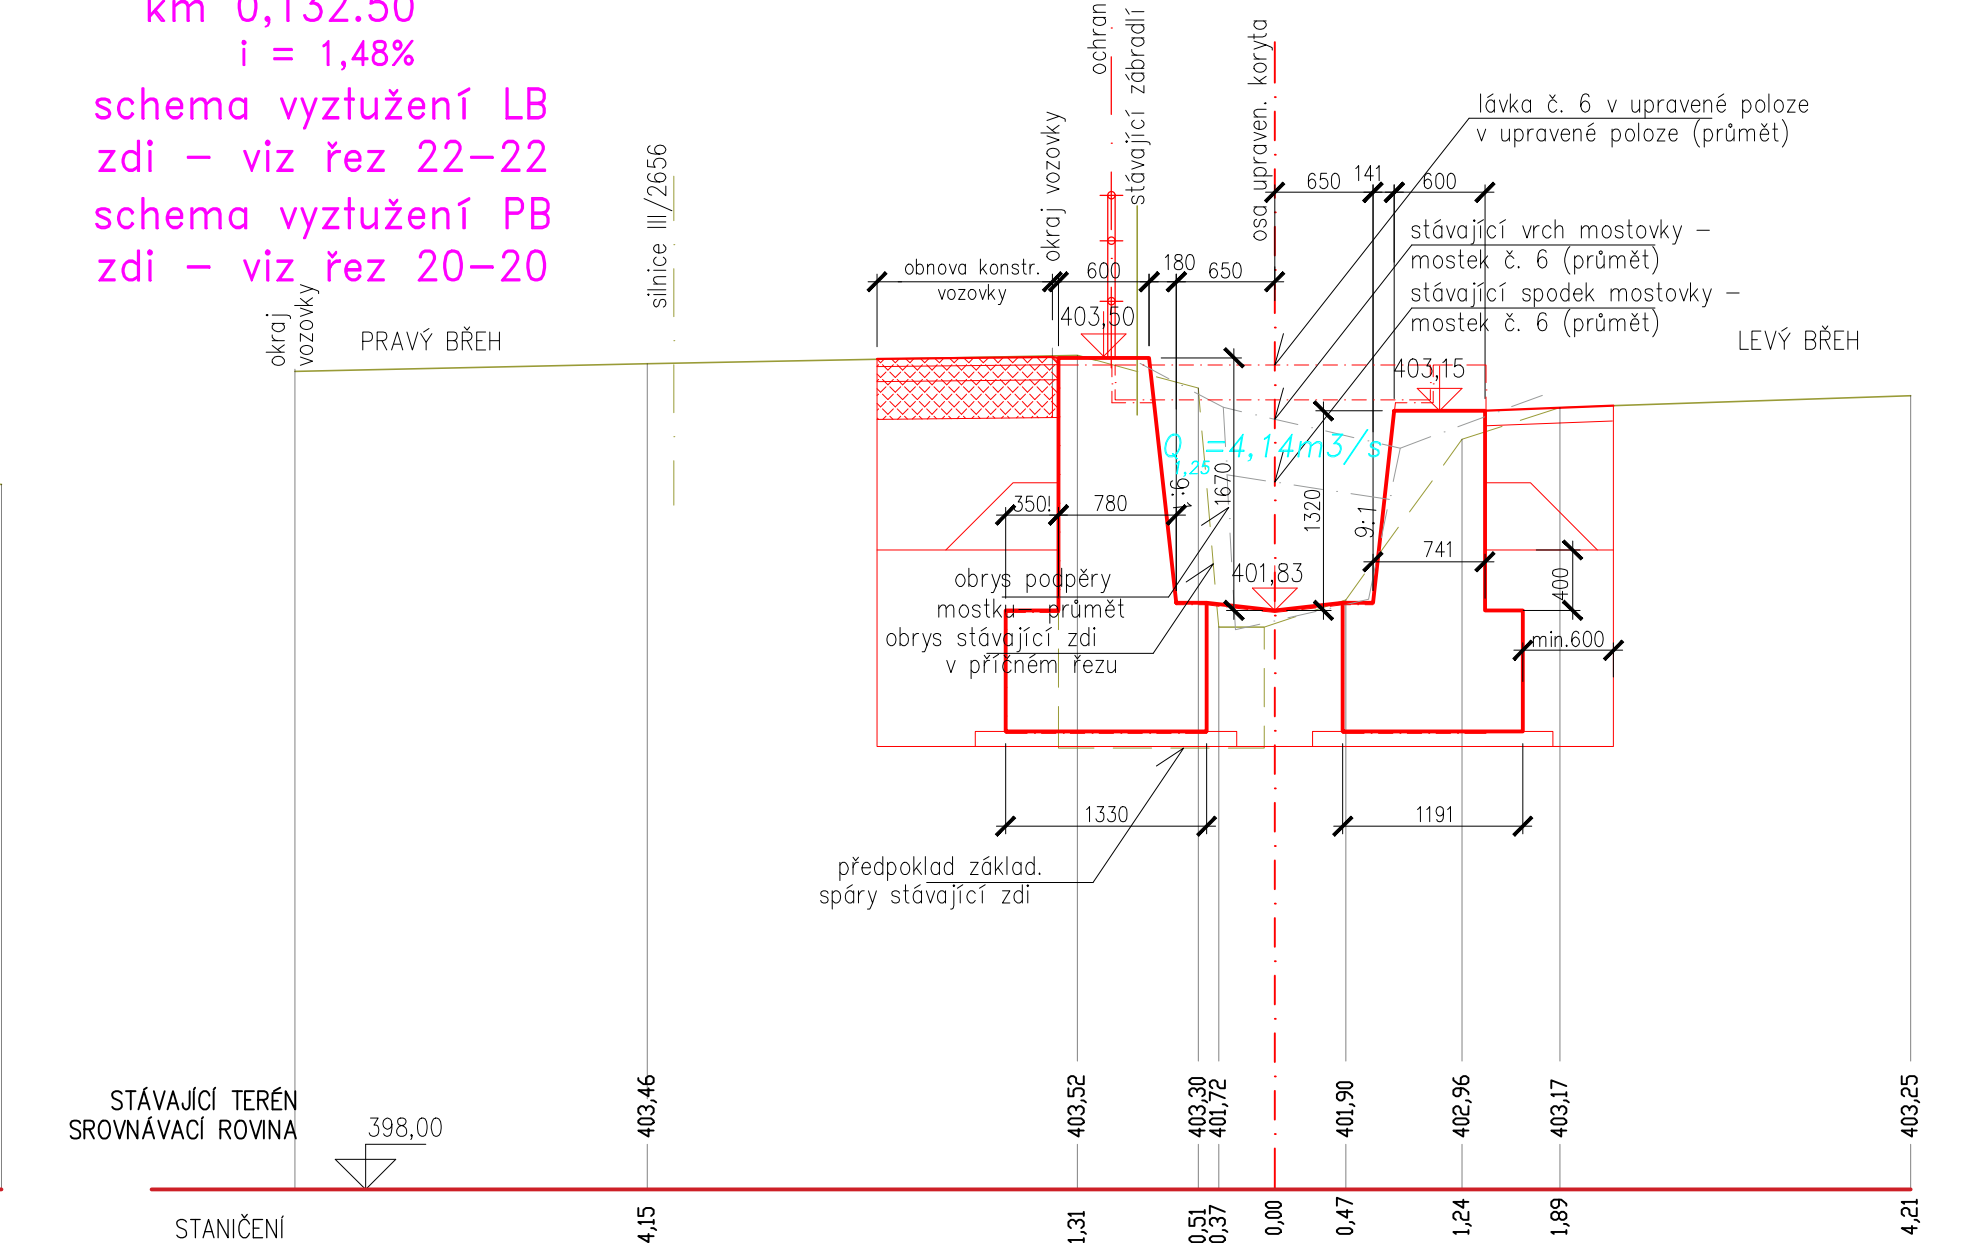 km 0,132.50
i = 1,48%
schema vyztužení LB
zdi – viz řez 22–22
schema vyztužení PB
zdi – viz řez 20–20
okraj
vozovky
PRAVÝ BŘEH
silnice III/2656
okraj vozovky
ochran
stávající zábradlí
osa upraven. koryta
lávka č. 6 v upravené poloze
v upravené poloze (průmět)
650
141
600
stávající vrch mostovky –
mostek č. 6 (průmět)
stávající spodek mostovky –
mostek č. 6 (průmět)
obnova konstr.
vozovky
600
180
650
403,50
403,15
LEVÝ BŘEH
Q1,25=4,14m3/s
350!
780
9:1
1670
1320
9:1
741
400
401,83
min.600
obrys podpěry
mostku – průmět
obrys stávající zdi
v příčném řezu
1330
1191
předpoklad základ.
spáry stávající zdi
STÁVAJÍCÍ TERÉN
SROVNÁVACÍ ROVINA
398,00
403,46
403,52
403,30
401,72
401,90
402,96
403,17
403,25
STANIČENÍ
4,15
1,31
0,51
0,37
0,00
0,47
1,24
1,89
4,21